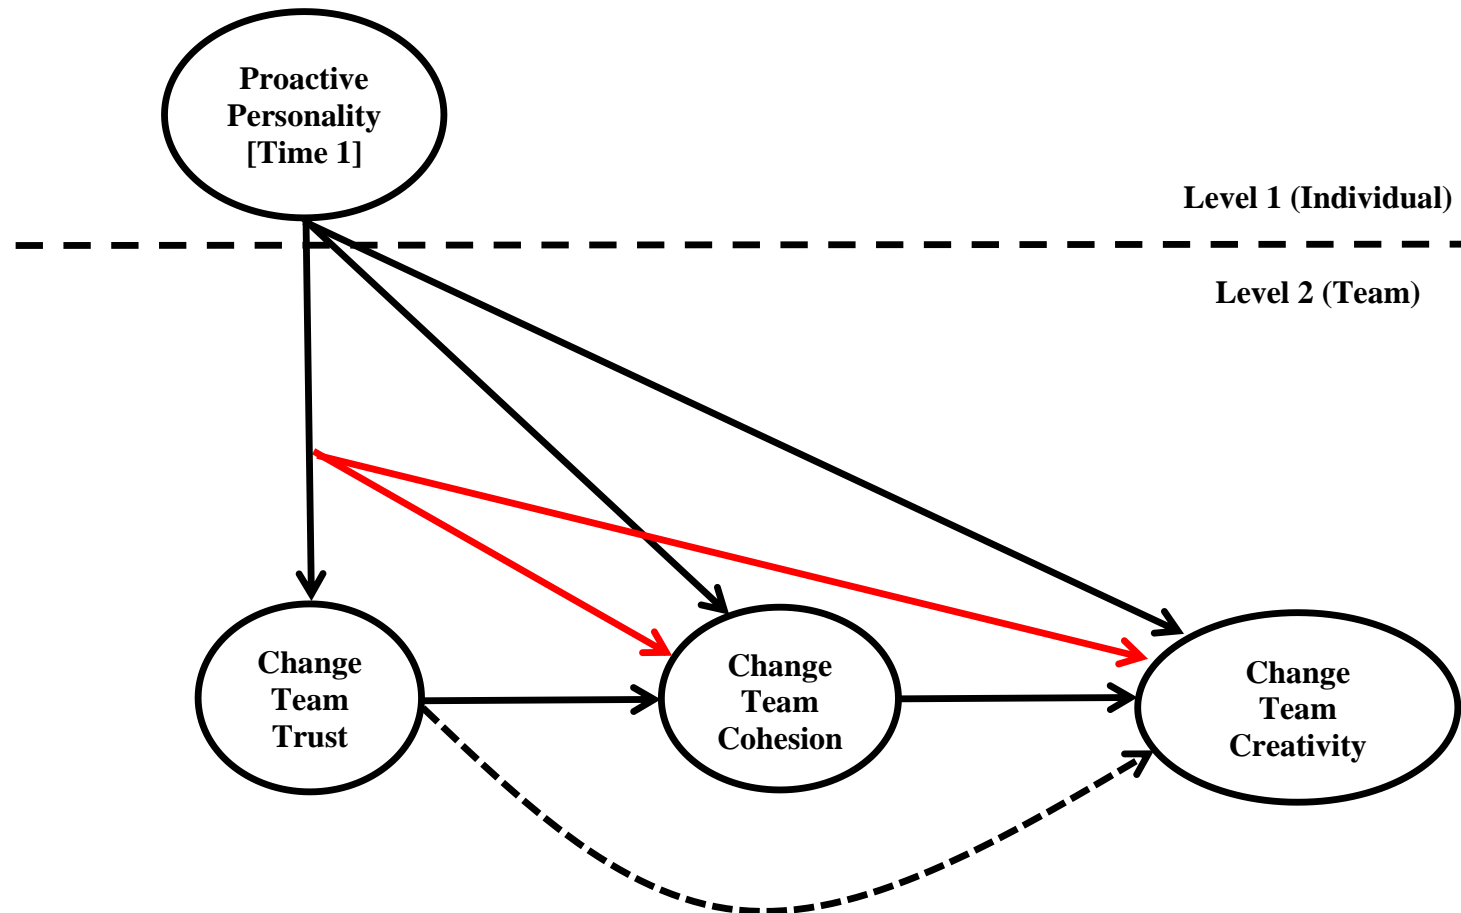 Proactive
Personality
[Time 1]
Level 1 (Individual)
Level 2 (Team)
Change
Team
Trust
Change
Team
Cohesion
Change
Team
Creativity